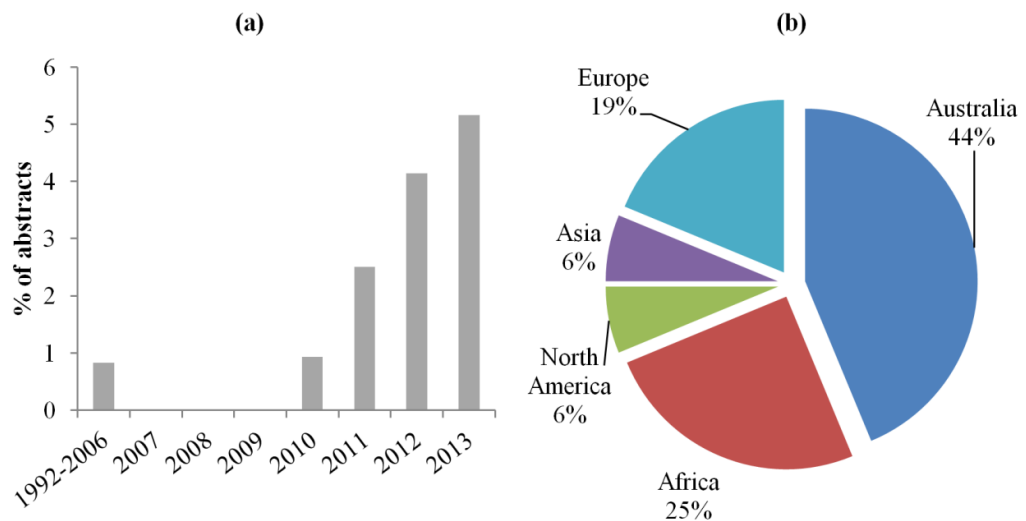 (a)
% of abstracts
6
5
4
3
2
1
0
1992-2006
2007
2008
2009
2010
2011
2012
2013
(b)
Europe
19%
Australia
44%
Asia
6%
North
America
6%
Africa
25%